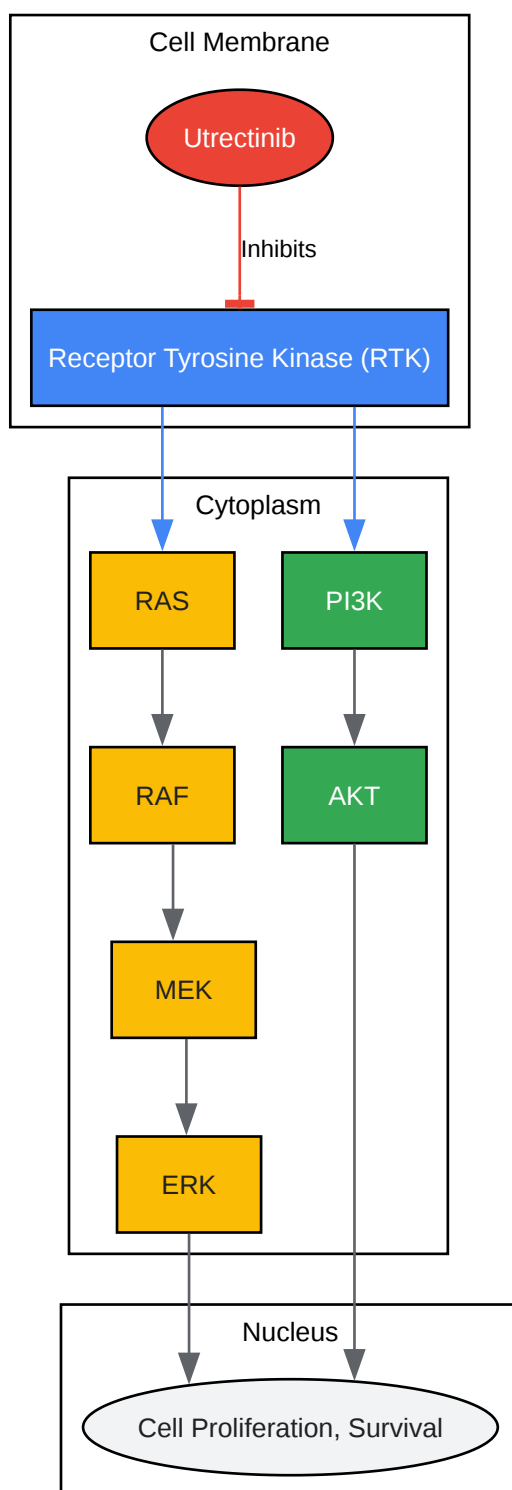 Cell Membrane
Utrectinib
Inhibits
Receptor Tyrosine Kinase (RTK)
Cytoplasm
RAS
PI3K
RAF
AKT
MEK
ERK
Nucleus
Cell Proliferation, Survival